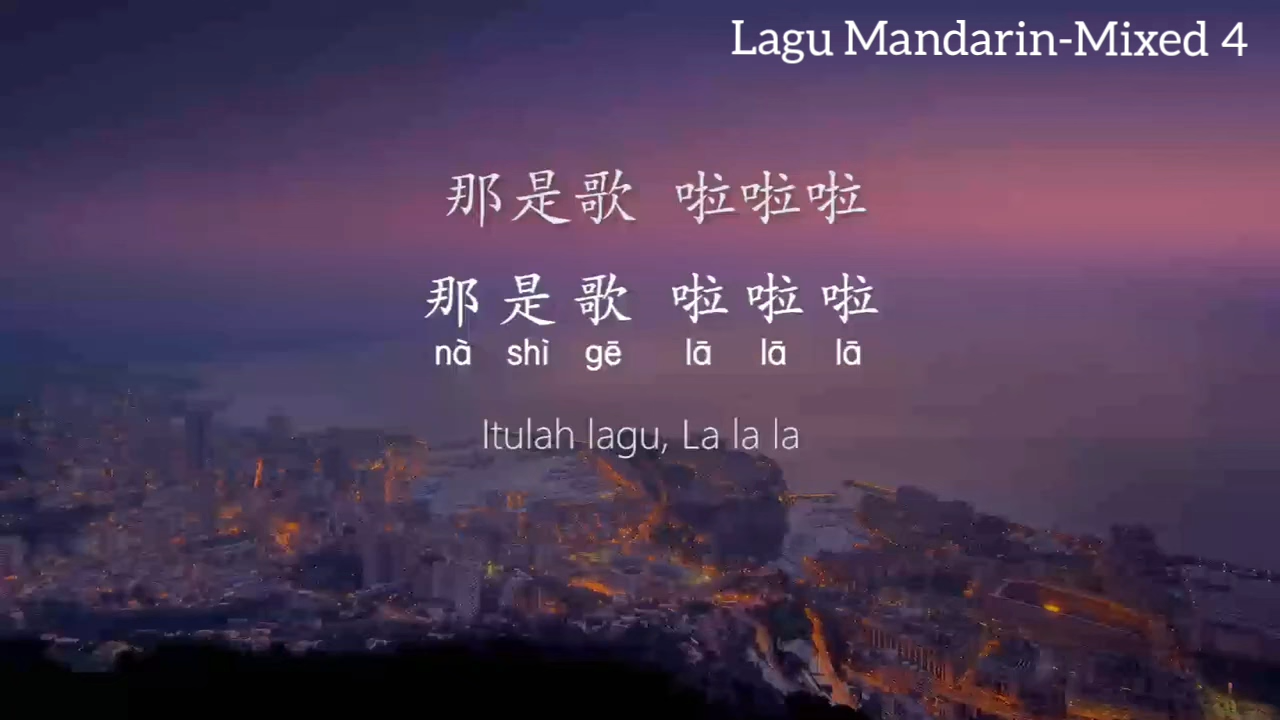 Lagu Mandarin-Mixed 4
那是歌 啦啦啦
那 是 歌 啦 啦 啦
nà shì gē lā lā lā
Itulah lagu, La la la